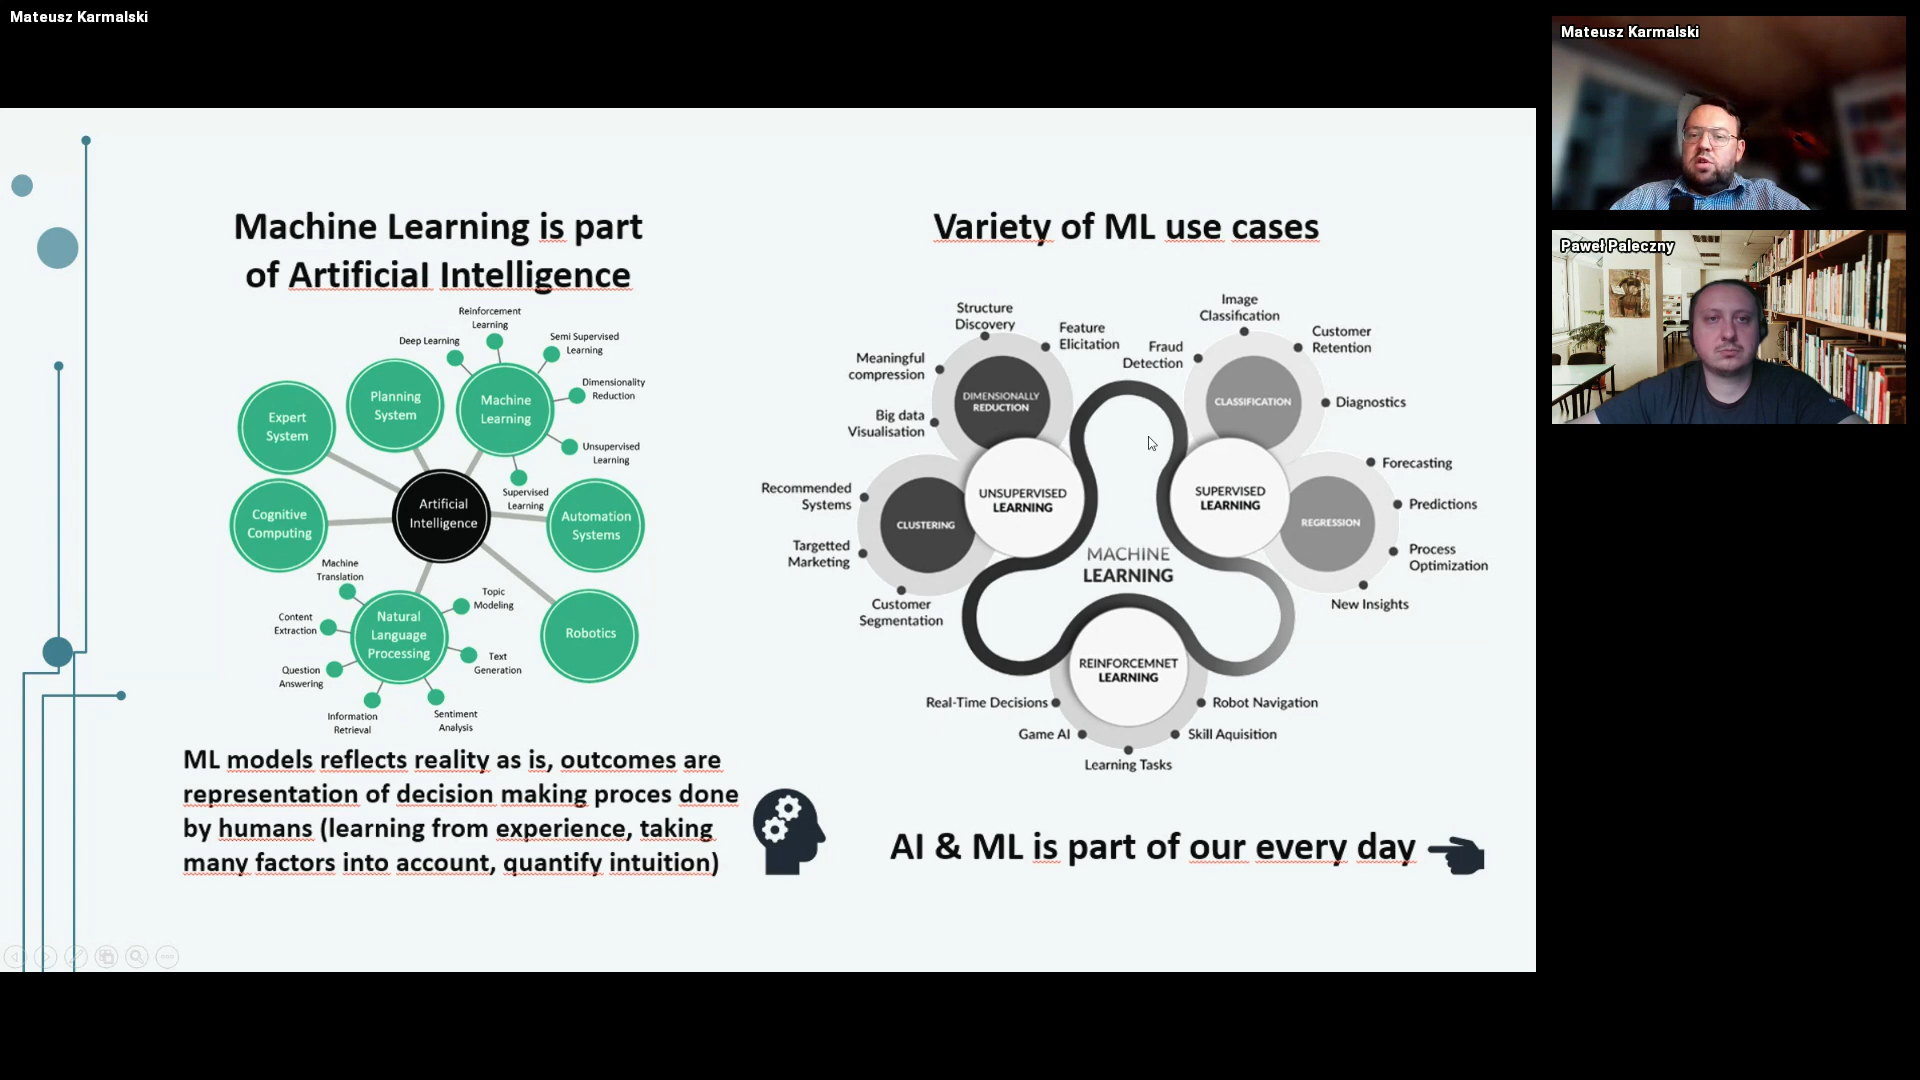 Mateusz Karmalski
Mateusz Karmalski
Paweł Paleczny
Machine Learning is part
of Artificial Intelligence
Reinforcement
Learning
Deep Learning
Semi Supervised
Learning
Dimensionality
Reduction
Unsupervised
Learning
Supervised
Learning
Machine
Learning
Planning
System
Expert
System
Cognitive
Computing
Artificial
Intelligence
Automation
Systems
Robotics
Natural
Language
Processing
Machine
Translation
Content
Extraction
Question
Answering
Information
Retrieval
Sentiment
Analysis
Text
Generation
Topic
Modeling
ML models reflects reality as is, outcomes are
representation of decision making proces done
by humans (learning from experience, taking
many factors into account, quantify intuition)
Variety of ML use cases
Structure
Discovery
Feature
Elicitation
Meaningful
compression
Big data
Visualisation
DIMENSIONALLY
REDUCTION
Recommended
Systems
Targetted
Marketing
Customer
Segmentation
CLUSTERING
UNSUPERVISED
LEARNING
Image
Classification
Fraud
Detection
Customer
Retention
Diagnostics
CLASSIFICATION
SUPERVISED
LEARNING
Forecasting
Predictions
Process
Optimization
New Insights
REGRESSION
MACHINE
LEARNING
REINFORCEMNET
LEARNING
Real-Time Decisions
Game AI
Learning Tasks
Skill Aquisition
Robot Navigation
AI & ML is part of our every day